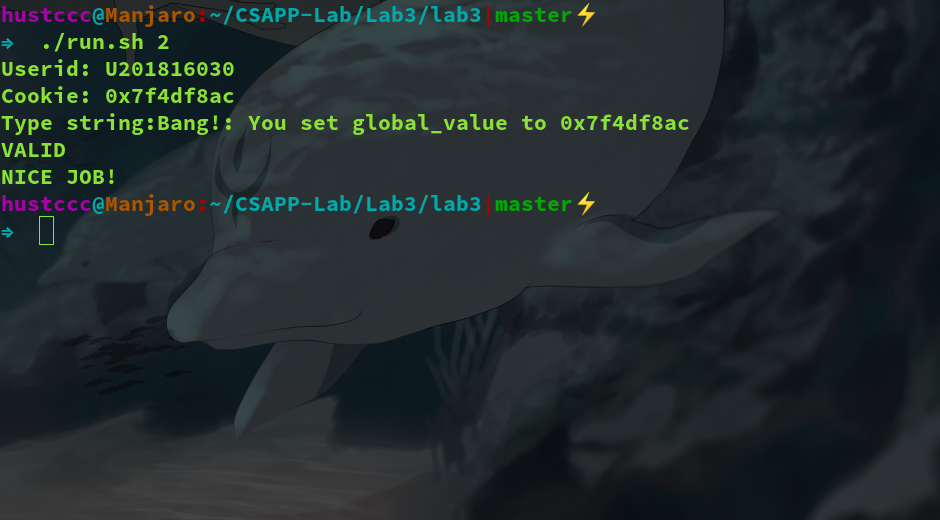 hustccc@Manjaro:~/CSAPP-Lab/Lab3/lab3|master⚡
⇒  ./run.sh 2
Userid: U201816030
Cookie: 0x7f4df8ac
Type string:Bang!: You set global_value to 0x7f4df8ac
VALID
NICE JOB!
hustccc@Manjaro:~/CSAPP-Lab/Lab3/lab3|master⚡
⇒